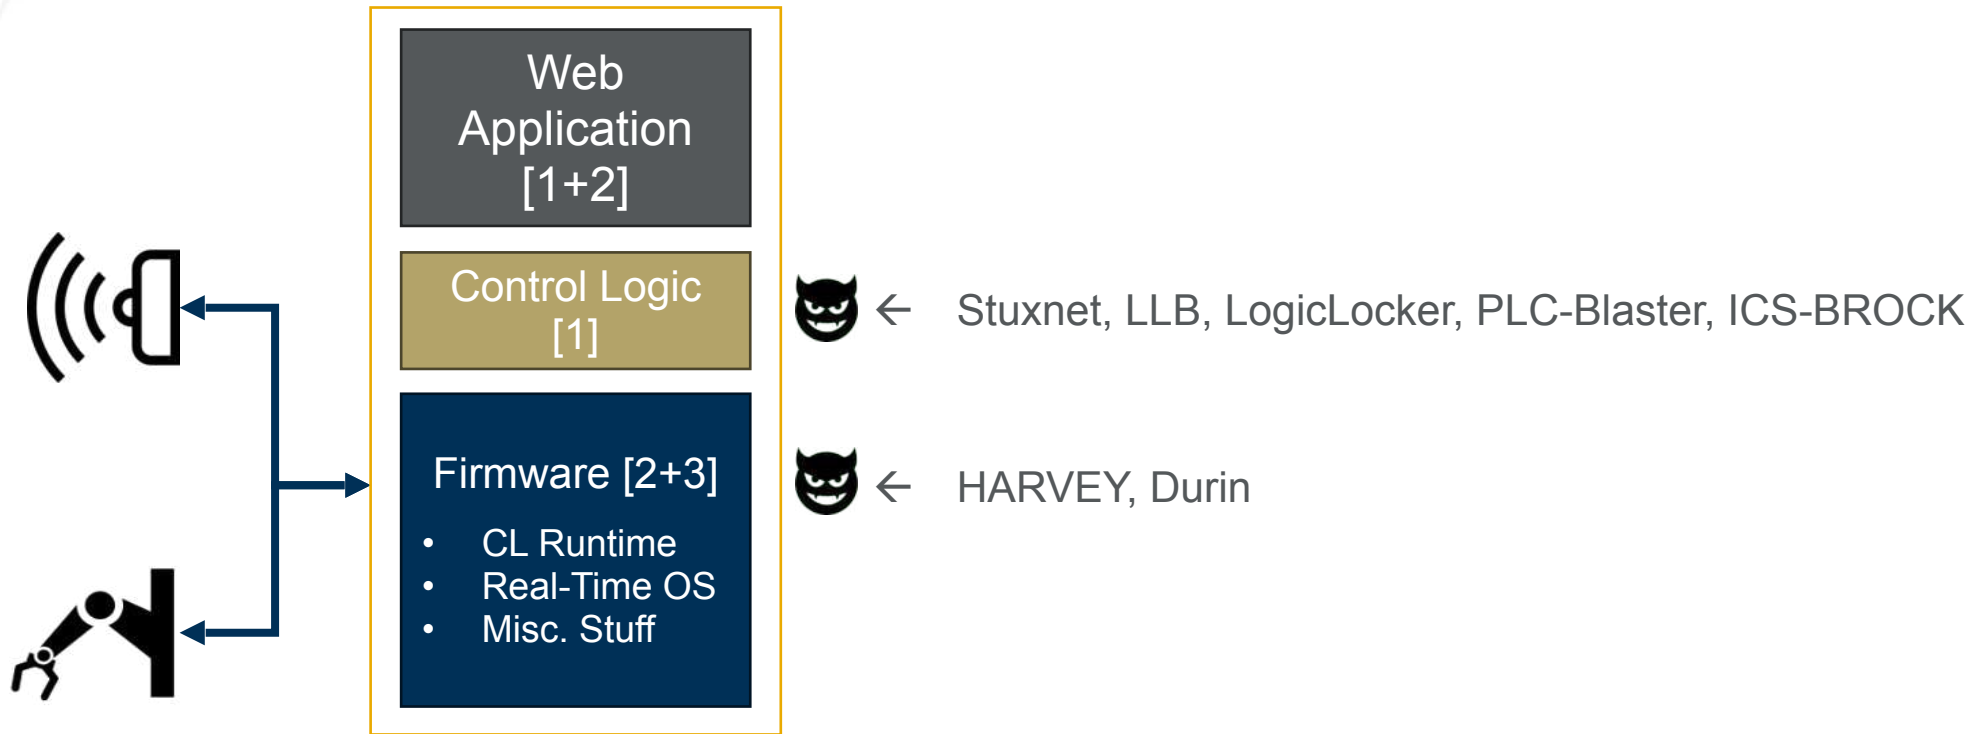 Web
Application
[1+2]
Control Logic
[1]
← Stuxnet, LLB, LogicLocker, PLC-Blaster, ICS-BROCK
Firmware [2+3]
• CL Runtime
• Real-Time OS
• Misc. Stuff
← HARVEY, Durin